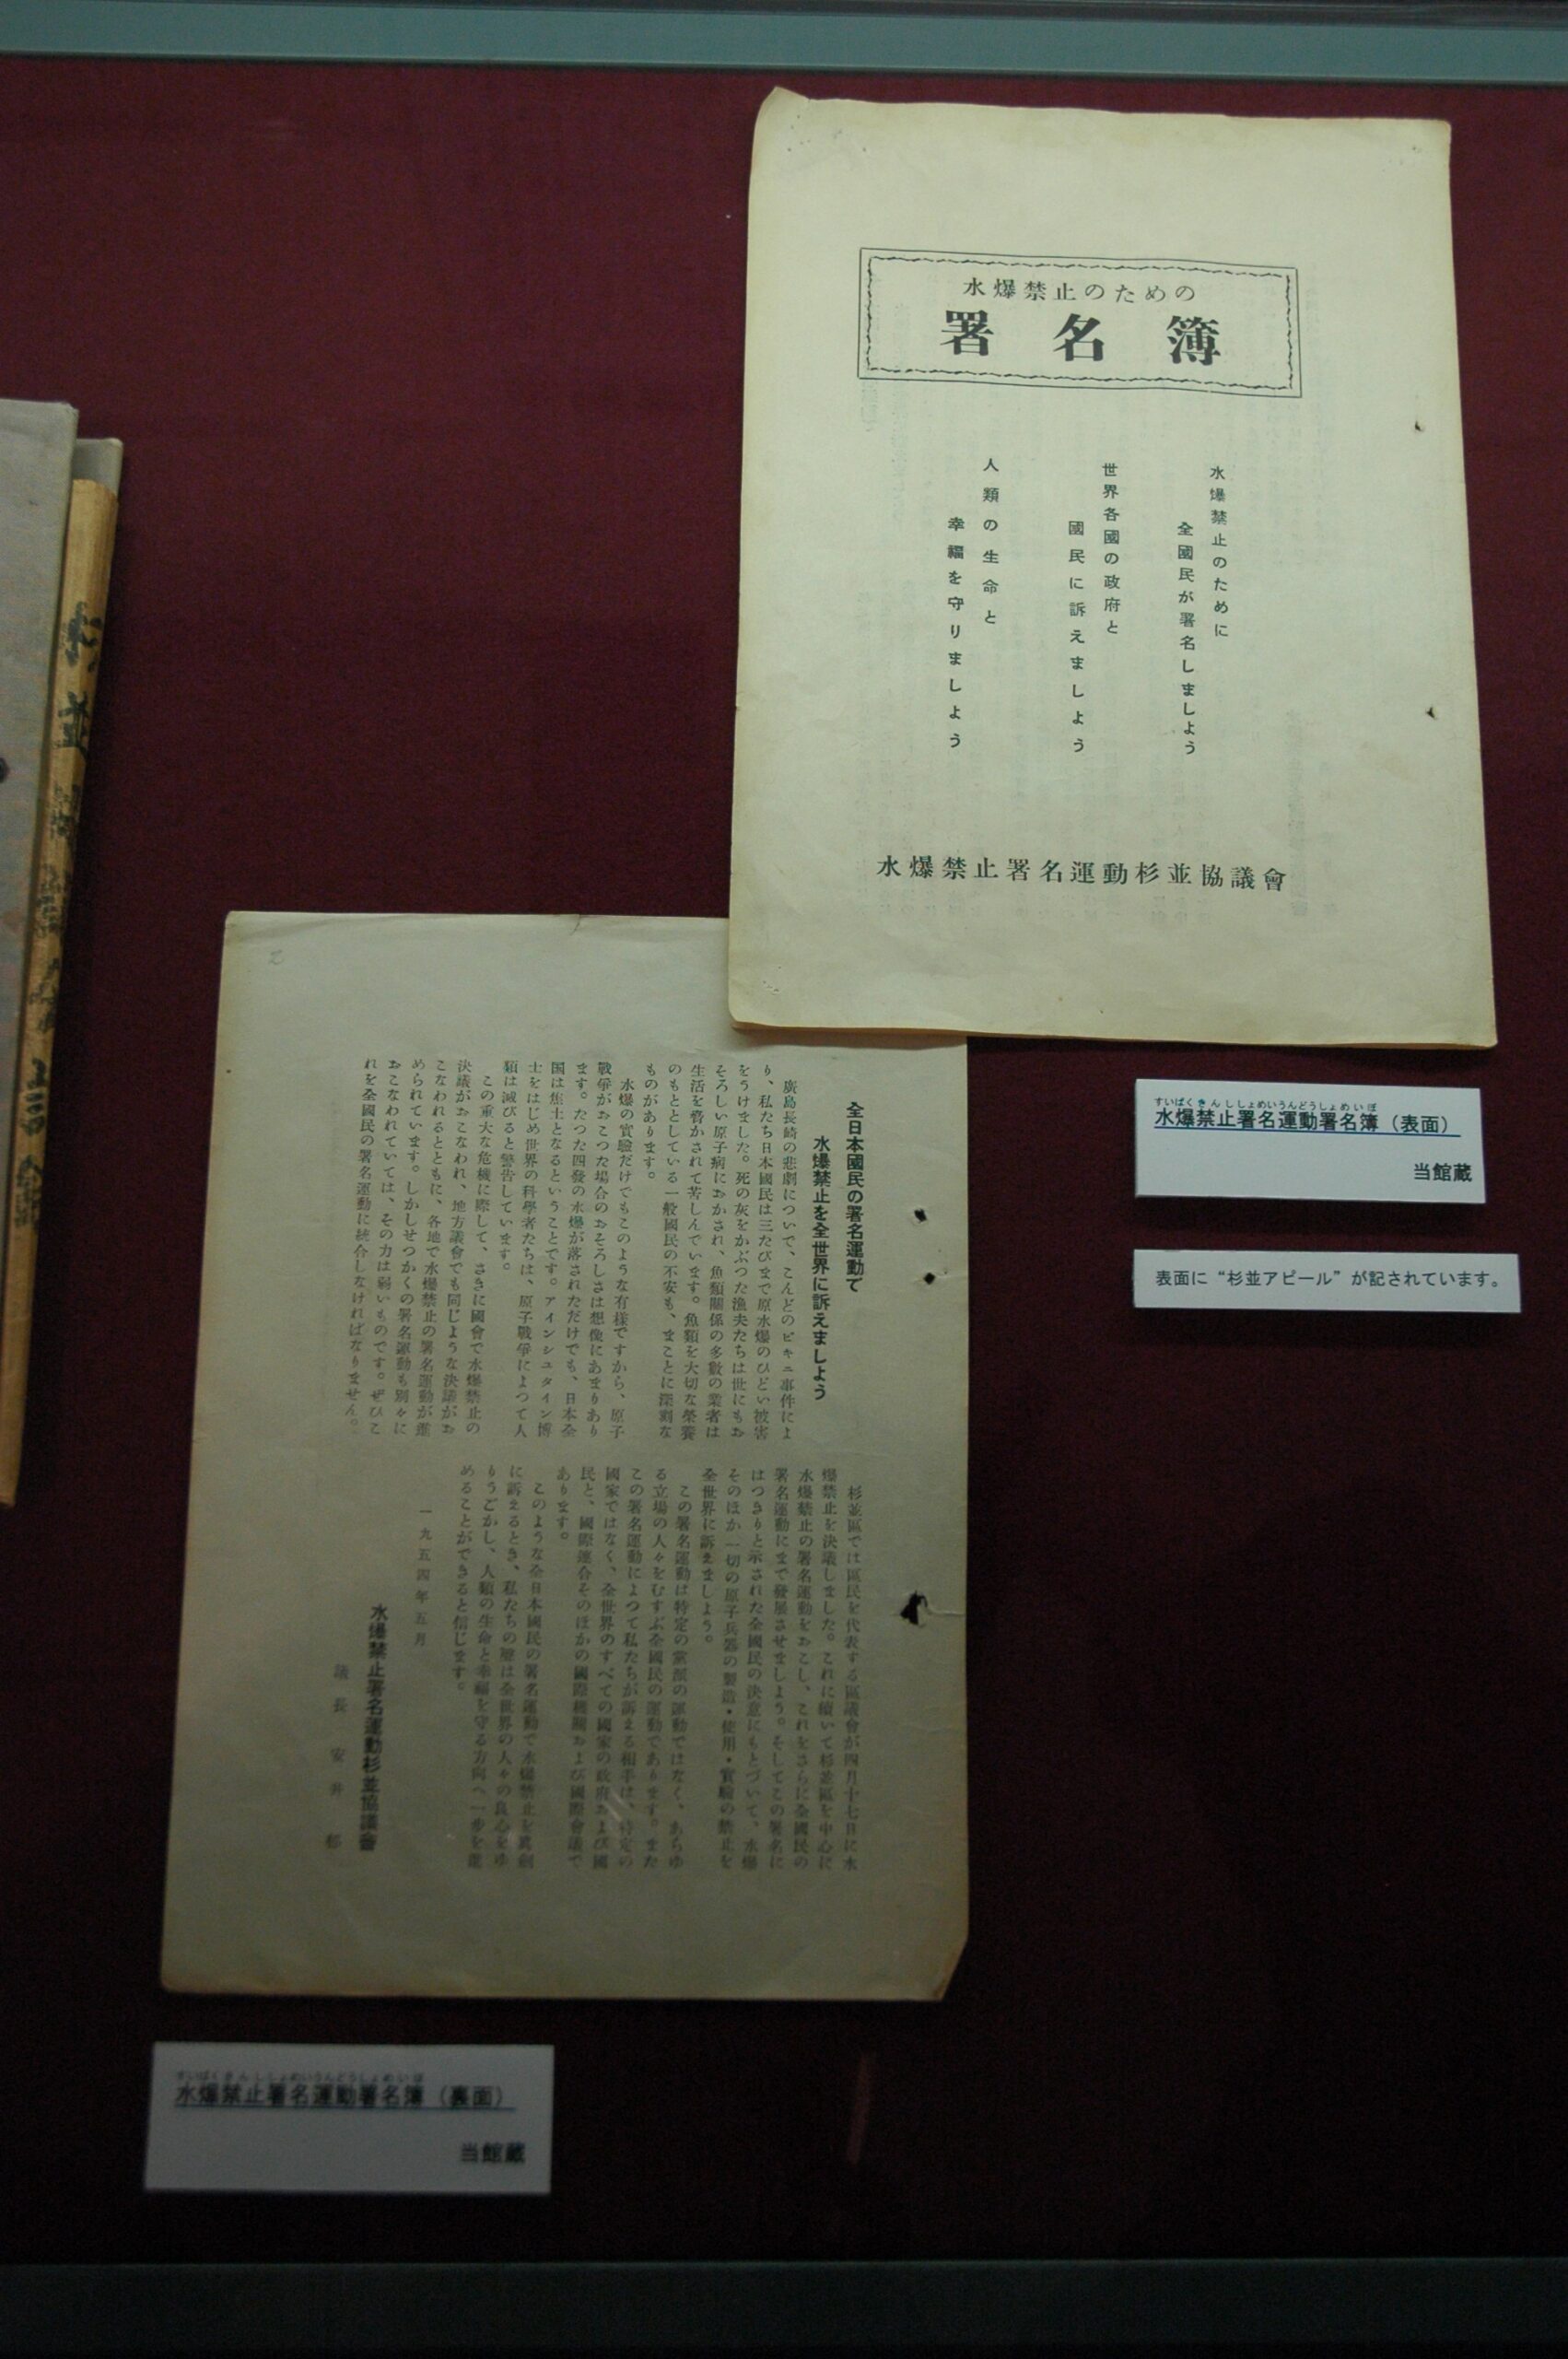 水爆禁止のための
署名簿
水爆禁止のために
全國民が署名しましよう
世界各國の政府と
國民に訴えましよう
人類の生命と
幸福を守りましよう
水爆禁止署名運動杉並協議會
すいばくきんししょめいうんどうしょめいぼ
水爆禁止署名運動署名簿（表面）
当館蔵
表面に“杉並アピール”が記されています。
全日本國民の署名運動で
水爆禁止を全世界に訴えましよう
廣島長崎の悲劇について、こんどのビキニ事件によ
り、私たち日本國民は三たびまで原水爆のひどい被害
をうけました。死の灰をかぶつた漁夫たちは世にもお
そろしい原子病におかされ、魚類關係の多數の業者は
生活を脅かされて苦しんでいます。魚類を大切な榮養
のもととしている一般國民の不安も、まことに深刻な
ものがあります。
水爆の實驗だけでもこのような有樣ですから、原子
戰爭がおこつた場合のおそろしさは想像にあまりあり
ます。たつた四發の水爆が落されただけでも、日本全
国は焦土となるということです。アインシュタイン博
士をはじめ世界の科學者たちは、原子戰爭によつて人
類は滅びると警告しています。
この重大な危機に際して、さきに國會で水爆禁止の
決議がおこなわれ、地方議會でも同じような決議がお
こなわれるとともに、各地で水爆禁止の署名運動が進
められています。しかしせつかくの署名運動も別々に
おこなわれていては、その力は弱いものです。ぜひこ
れを全國民の署名運動に統合しなければなりません。
杉並區では區民を代表する區議會が四月十七日に水
爆禁止を決議しました。これに續いて杉並區を中心に
水爆禁止の署名運動をおこし、これをさらに全國民の
署名運動にまで發展させましよう。そしてこの署名に
はつきりと示された全國民の決意にもとづいて、水爆
そのほか一切の原子兵器の製造・使用・實驗の禁止を
全世界に訴えましよう。
この署名運動は特定の黨派の運動ではなく、あらゆ
る立場の人々をむすぶ全國民の運動であります。また
この署名運動によつて私たちが訴える相手は、特定の
國家ではなく、全世界のすべての國家の政府および國
民と、國際連合そのほかの國際機關および國際會議で
あります。
このような全日本國民の署名運動で水爆禁止を眞劍
に訴えるとき、私たちの聲は全世界の人々の良心をゆ
りうごかし、人類の生命と幸福を守る方向へ一步を進
めることができると信じます。
一九五四年五月
水爆禁止署名運動杉並協議會
議長 安井 郁
すいばくきんししょめいうんどうしょめいぼ
水爆禁止署名運動署名簿（裏面）
当館蔵